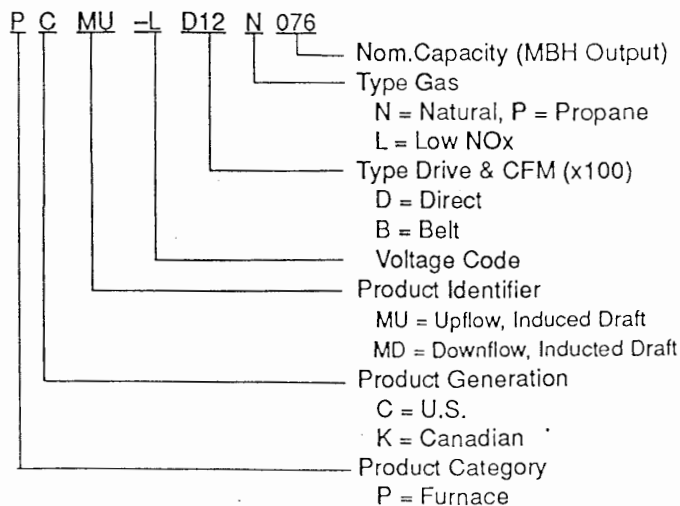 P C MU -L D12 N 076
Nom.Capacity (MBH Output)
Type Gas
N = Natural, P = Propane
L = Low NOx
Type Drive & CFM (x100)
D = Direct
B = Belt
Voltage Code
Product Identifier
MU = Upflow, Induced Draft
MD = Downflow, Inducted Draft
Product Generation
C = U.S.
K = Canadian
Product Category
P = Furnace